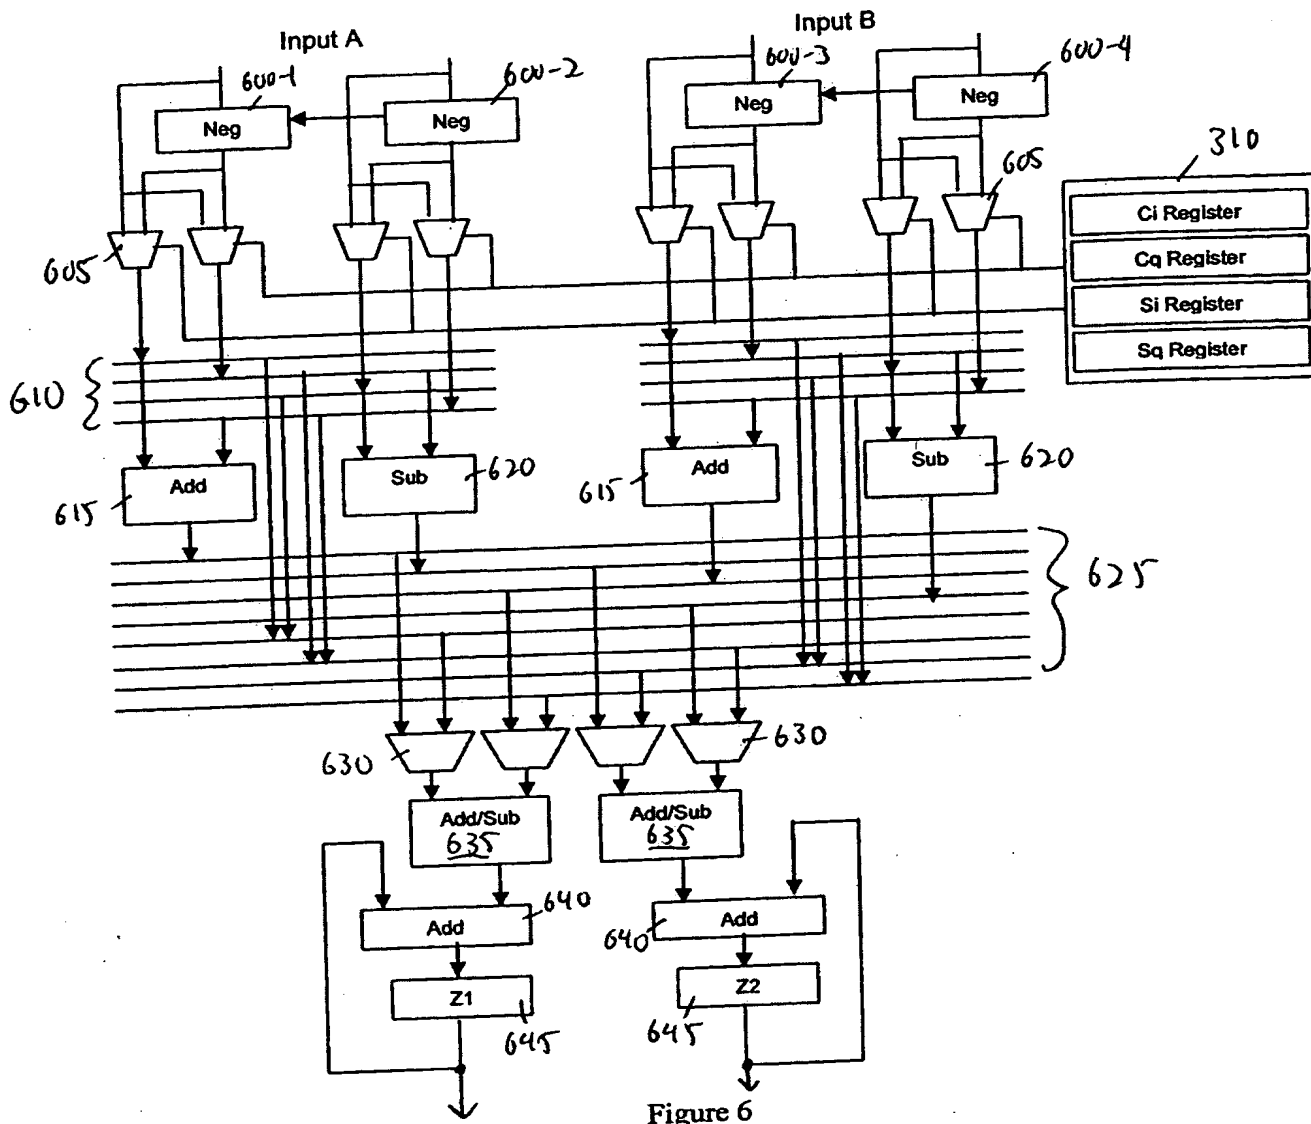 Input A
Input B
600-1
600-2
600-3
600-4
Neg
Neg
Neg
Neg
310
605
605
Ci Register
Cq Register
Si Register
Sq Register
610
Add
Sub
Add
Sub
615
620
615
620
625
630
630
Add/Sub
635
Add/Sub
635
640
Add
640
Add
Z1
Z2
645
645
Figure 6